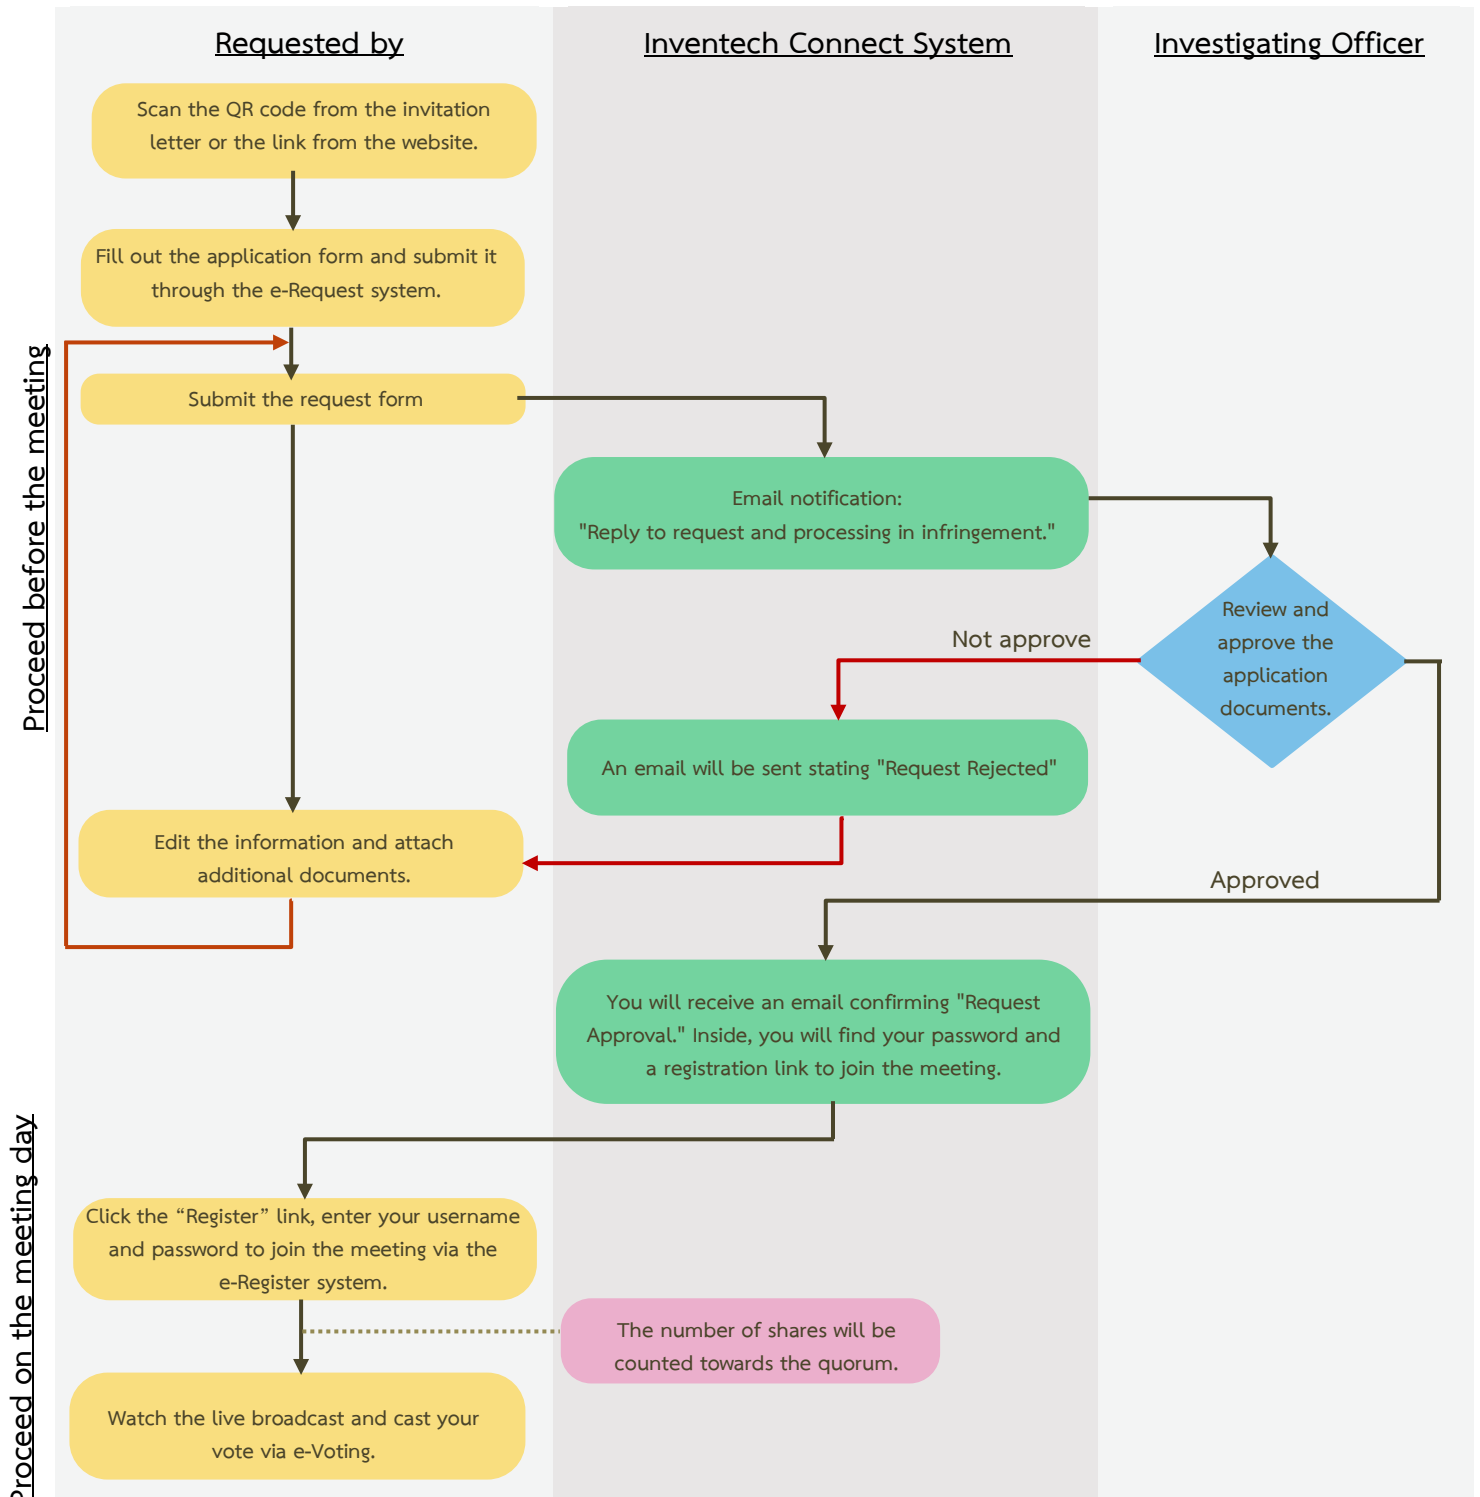 Requested by
Inventech Connect System
Investigating Officer
Proceed before the meeting
Scan the QR code from the invitation
letter or the link from the website.
Fill out the application form and submit it
through the e-Request system.
Submit the request form
Email notification:
"Reply to request and processing in infringement."
Review and
approve the
application
documents.
Not approve
An email will be sent stating "Request Rejected"
Edit the information and attach
additional documents.
Approved
You will receive an email confirming "Request
Approval." Inside, you will find your password and
a registration link to join the meeting.
Proceed on the meeting day
Click the “Register” link, enter your username
and password to join the meeting via the
e-Register system.
The number of shares will be
counted towards the quorum.
Watch the live broadcast and cast your
vote via e-Voting.